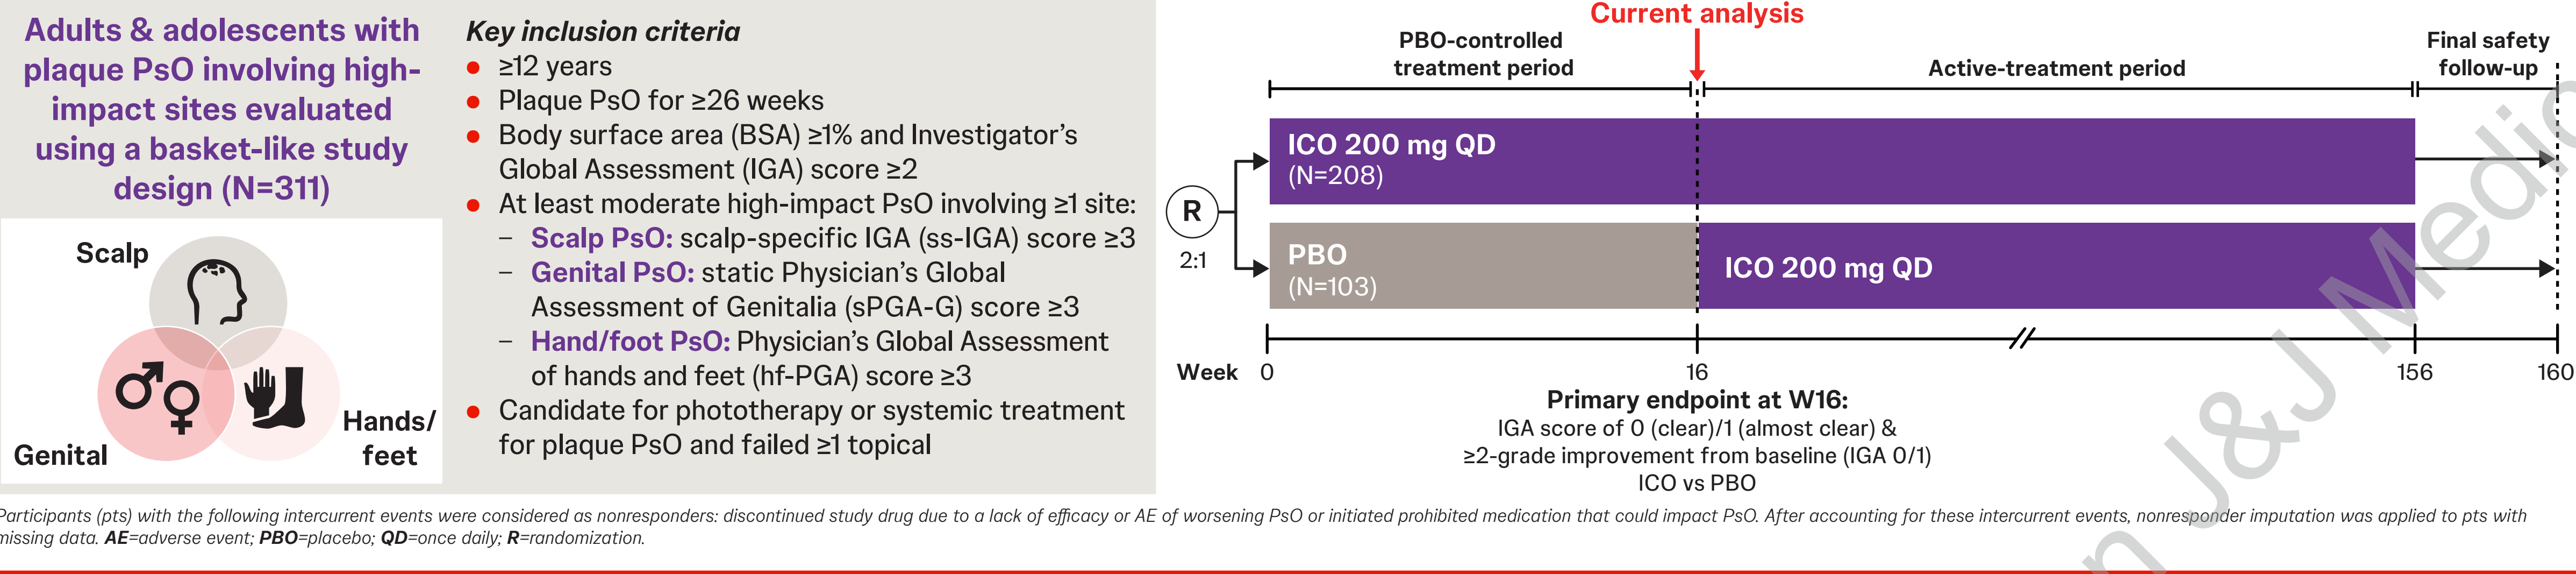 Adults & adolescents with
plaque PsO involving high-
impact sites evaluated
using a basket-like study
design (N=311)
Scalp
Genital
Hands/
feet
Key inclusion criteria
● ≥12 years
● Plaque PsO for ≥26 weeks
● Body surface area (BSA) ≥1% and Investigator’s
Global Assessment (IGA) score ≥2
● At least moderate high-impact PsO involving ≥1 site:
– Scalp PsO: scalp-specific IGA (ss-IGA) score ≥3
– Genital PsO: static Physician’s Global
Assessment of Genitalia (sPGA-G) score ≥3
– Hand/foot PsO: Physician’s Global Assessment
of hands and feet (hf-PGA) score ≥3
● Candidate for phototherapy or systemic treatment
for plaque PsO and failed ≥1 topical
Current analysis
PBO-controlled
treatment period
Active-treatment period
Final safety
follow-up
R
2:1
ICO 200 mg QD
(N=208)
PBO
(N=103)
ICO 200 mg QD
Week 0 16 156 160
Primary endpoint at W16:
IGA score of 0 (clear)/1 (almost clear) &
≥2-grade improvement from baseline (IGA 0/1)
ICO vs PBO
Participants (pts) with the following intercurrent events were considered as nonresponders: discontinued study drug due to a lack of efficacy or AE of worsening PsO or initiated prohibited medication that could impact PsO. After accounting for these intercurrent events, nonresponder imputation was applied to pts with
missing data. AE=adverse event; PBO=placebo; QD=once daily; R=randomization.
J&J